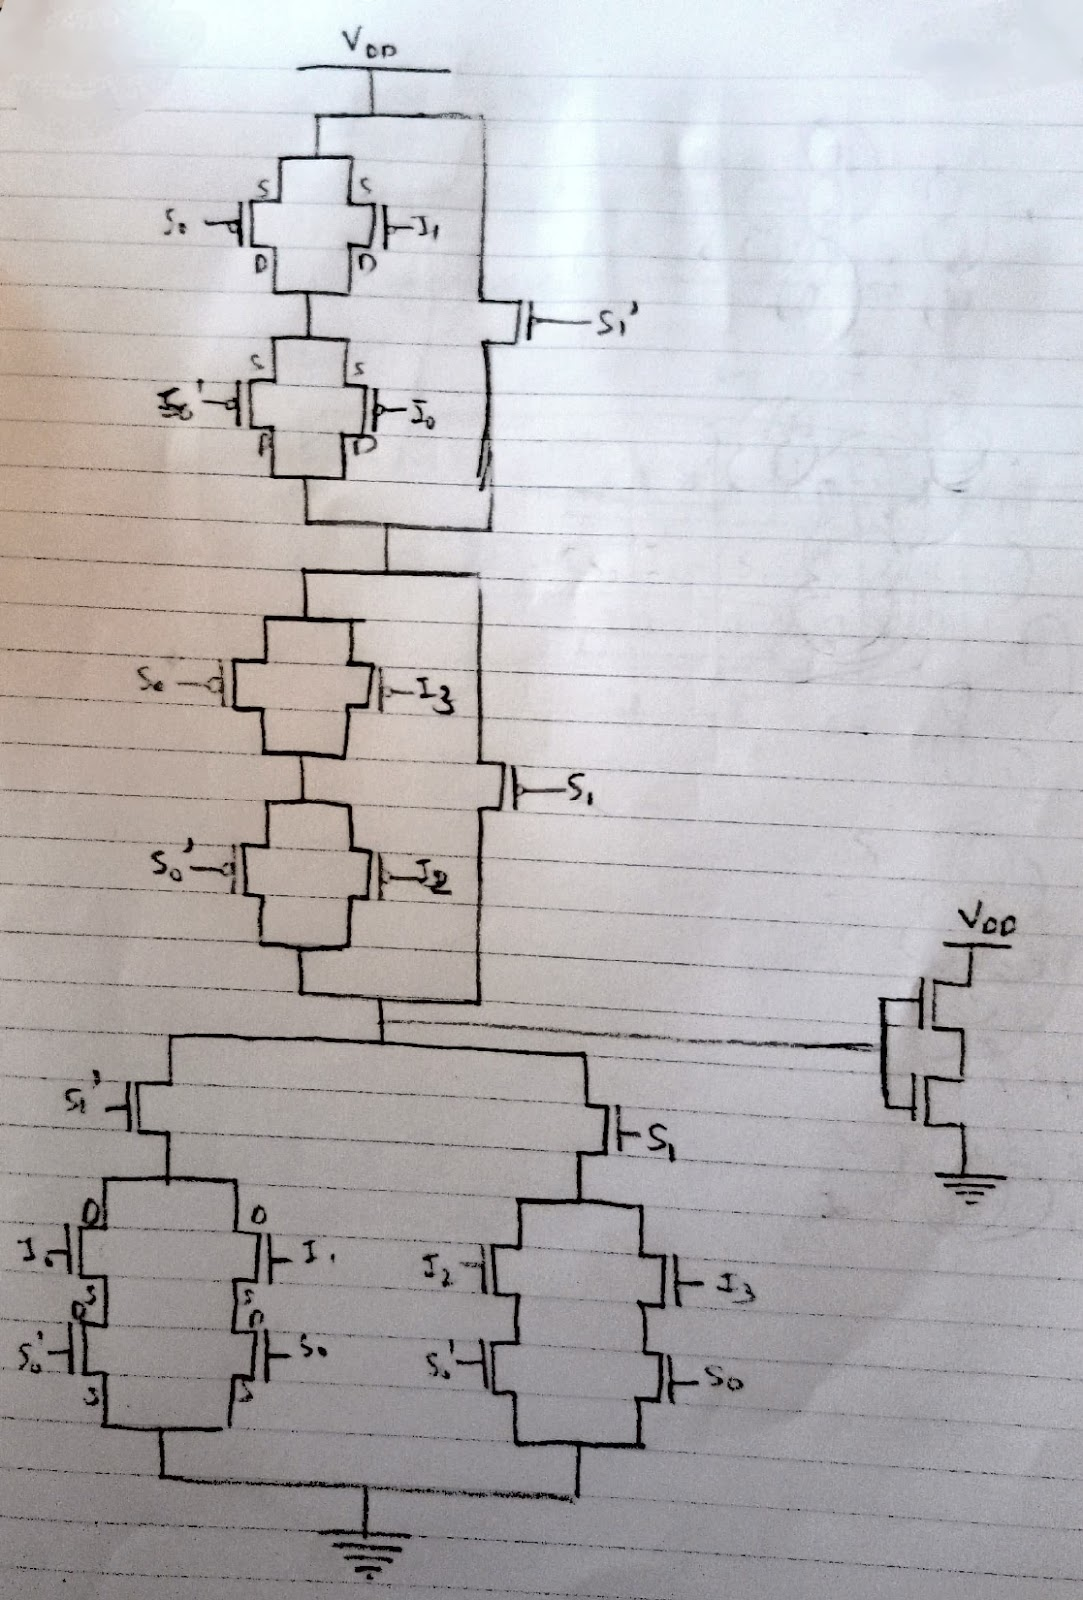 VDD
S S
S₀ I₁
D D
S₁'
S S
S₀' I₀
D D
S₀ I₃
S₁
S₀' I₂
VDD
S₁'
S₁
D D
I₀ I₁ I₂ I₃
S S
D D
S₀' S₀ S₀' S₀
S S